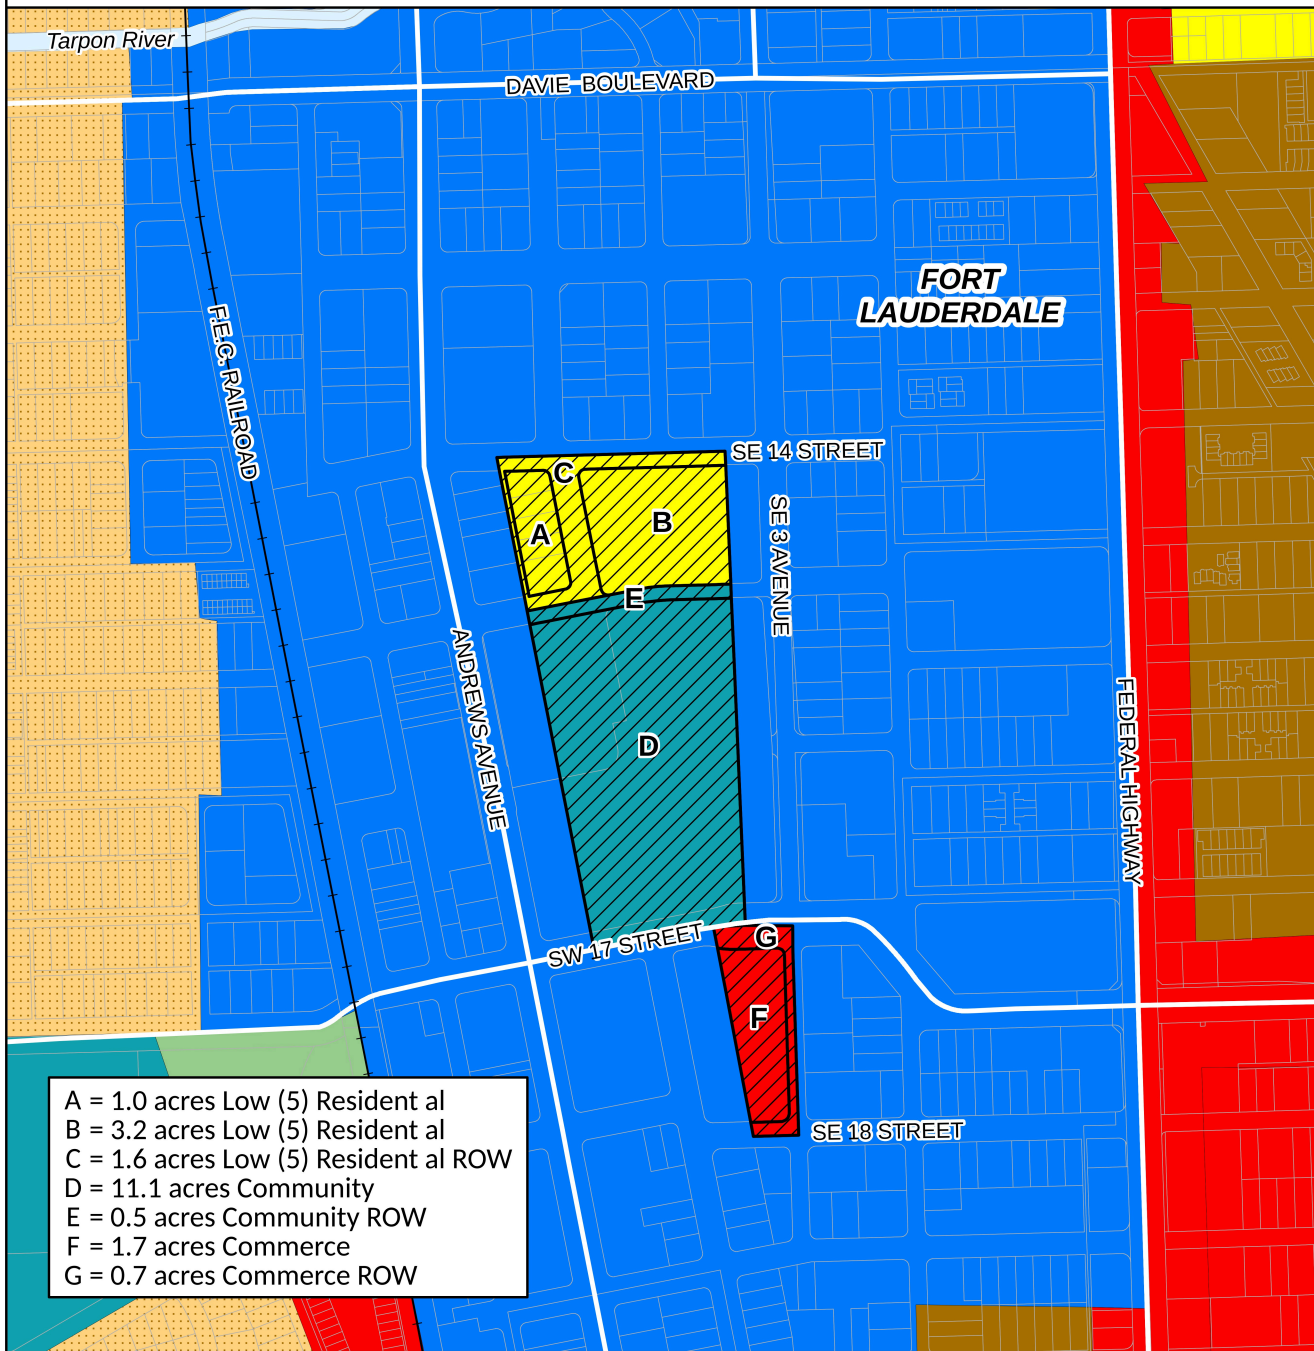 Tarpon River
DAVIE BOULEVARD
FORT
LAUDERDALE
F.E.C. RAILROAD
SE 14 STREET
C
A
B
SE 3 AVENUE
E
ANDREWS AVENUE
D
FEDERAL HIGHWAY
SW 17 STREET
G
F
SE 18 STREET
A = 1.0 acres Low (5) Resident al
B = 3.2 acres Low (5) Resident al
C = 1.6 acres Low (5) Resident al ROW
D = 11.1 acres Community
E = 0.5 acres Community ROW
F = 1.7 acres Commerce
G = 0.7 acres Commerce ROW